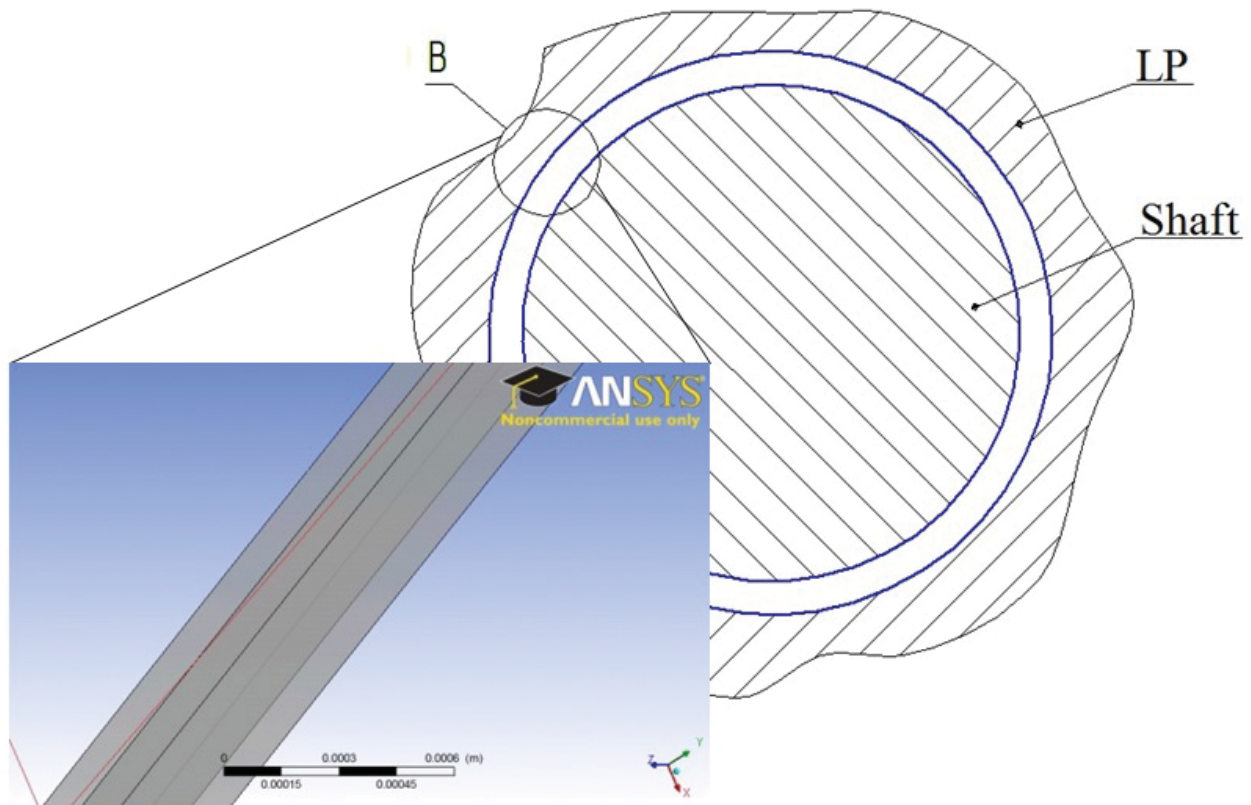 B
LP
Shaft
ANSYS
Noncommercial use only
0 0.0003 0.0006 (m)
0.00015 0.00045
Z Y
X